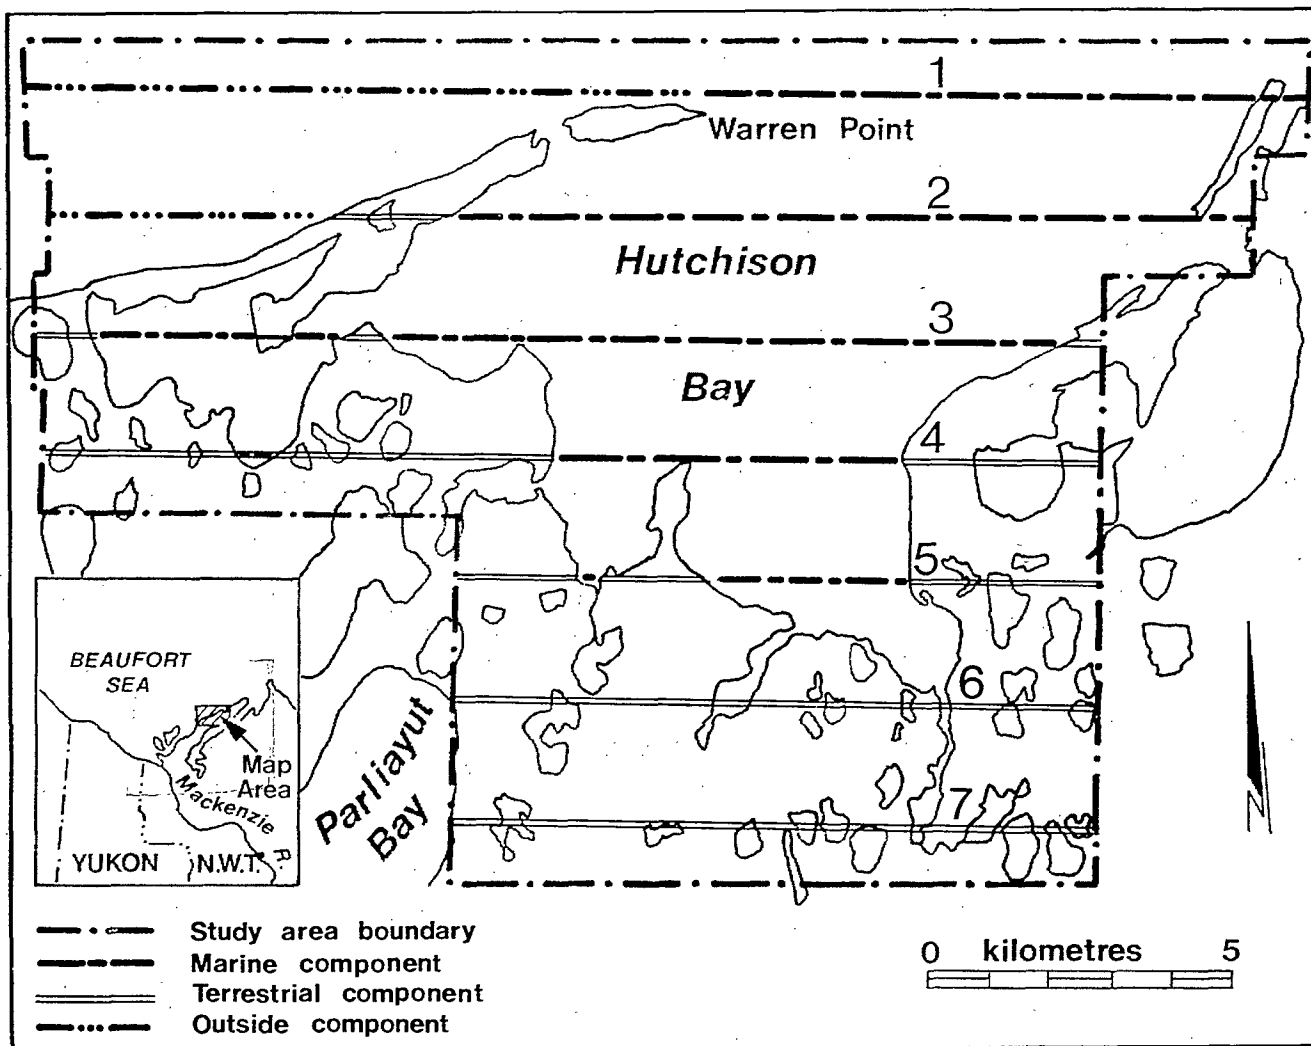 1
Warren Point
2
Hutchison
3
Bay
4
5
6
7
BEAUFORT
SEA
Map
Area
Mackenzie
R.
YUKON
N.W.T.
Parliayut
Bay
N
Study area boundary
Marine component
Terrestrial component
Outside component
0 kilometres 5